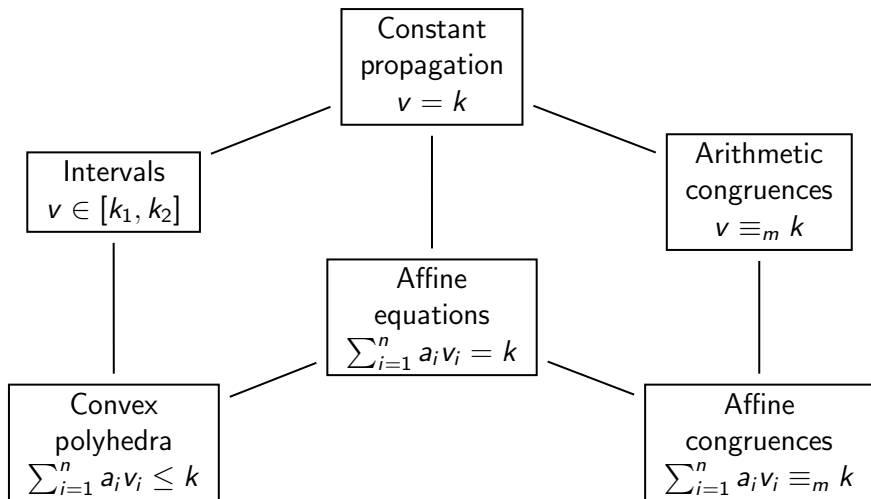 Constant
propagation
v = k
Intervals
v ∈ [k₁, k₂]
Arithmetic
congruences
v ≡ₘ k
Affine
equations
∑ⁿᵢ₌₁ aᵢvᵢ = k
Convex
polyhedra
∑ⁿᵢ₌₁ aᵢvᵢ ≤ k
Affine
congruences
∑ⁿᵢ₌₁ aᵢvᵢ ≡ₘ k